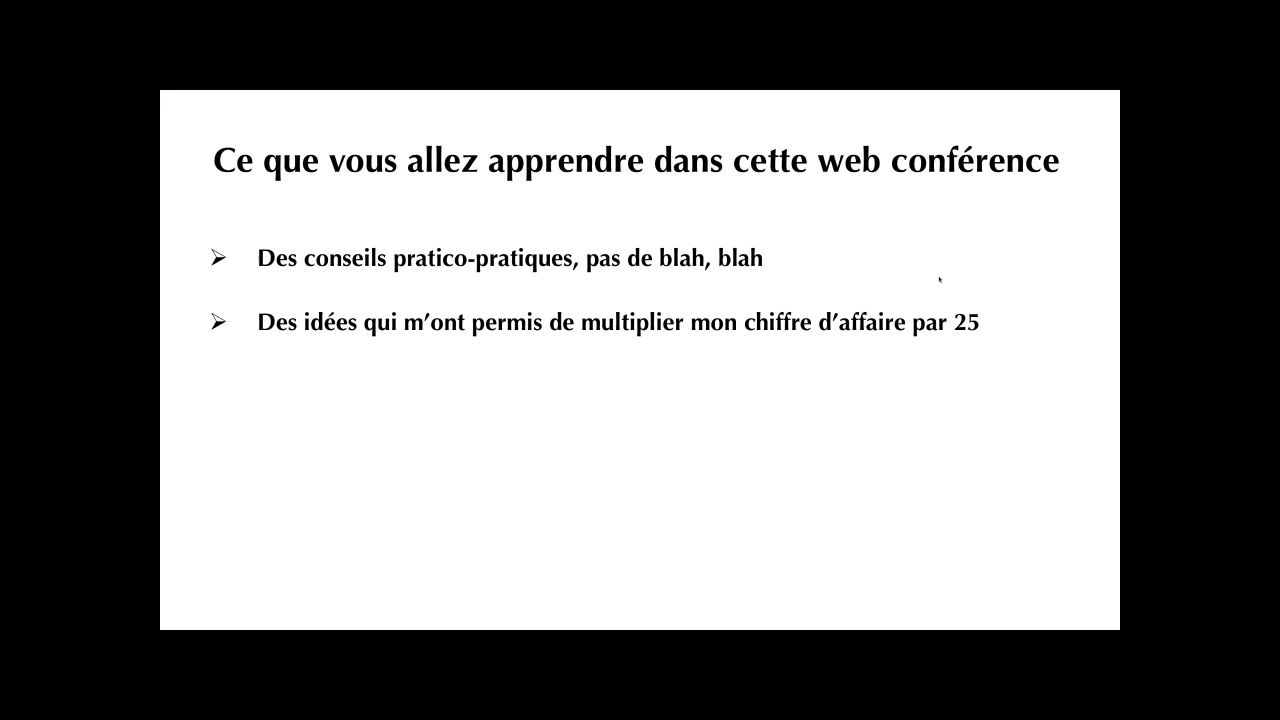 Ce que vous allez apprendre dans cette web conférence
➢ Des conseils pratico-pratiques, pas de blah, blah
➢ Des idées qui m’ont permis de multiplier mon chiffre d’affaire par 25